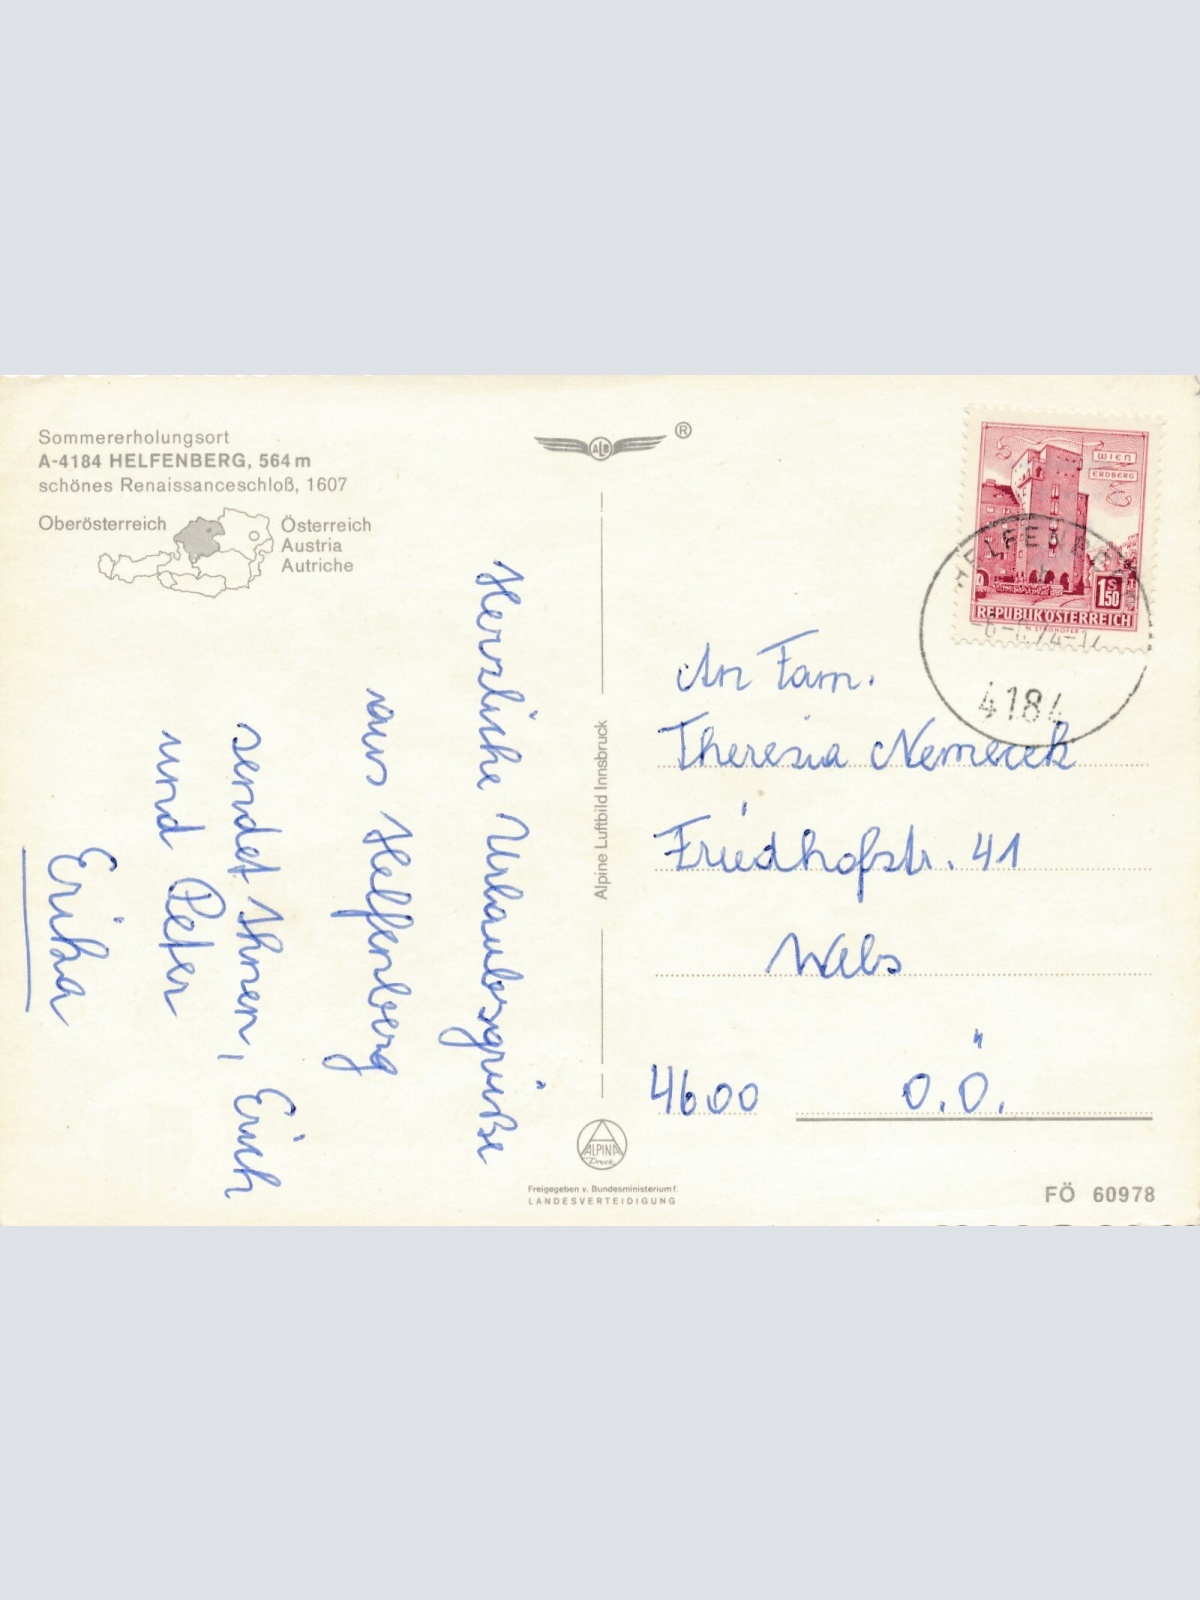 Sommererholungsort
A-4184 HELFENBERG, 564 m
schönes Renaissanceschloß, 1607
Oberösterreich
Österreich
Austria
Autriche
Herzliche Urlaubsgrüße
aus Helfenberg
sendet Ihnen, Erich
und Peter
Erika
ALB
®
Alpine Luftbild Innsbruck
ALPINA
Druck
Freigegeben v. Bundesministerium f.
LANDESVERTEIDIGUNG
WIEN
ERDBERG
1 S 50
REPUBLIK ÖSTERREICH
4184
An Fam.
Theresia Nemecek
Friedhofstr. 41
Wels
4600 O.Ö.
FÖ 60978